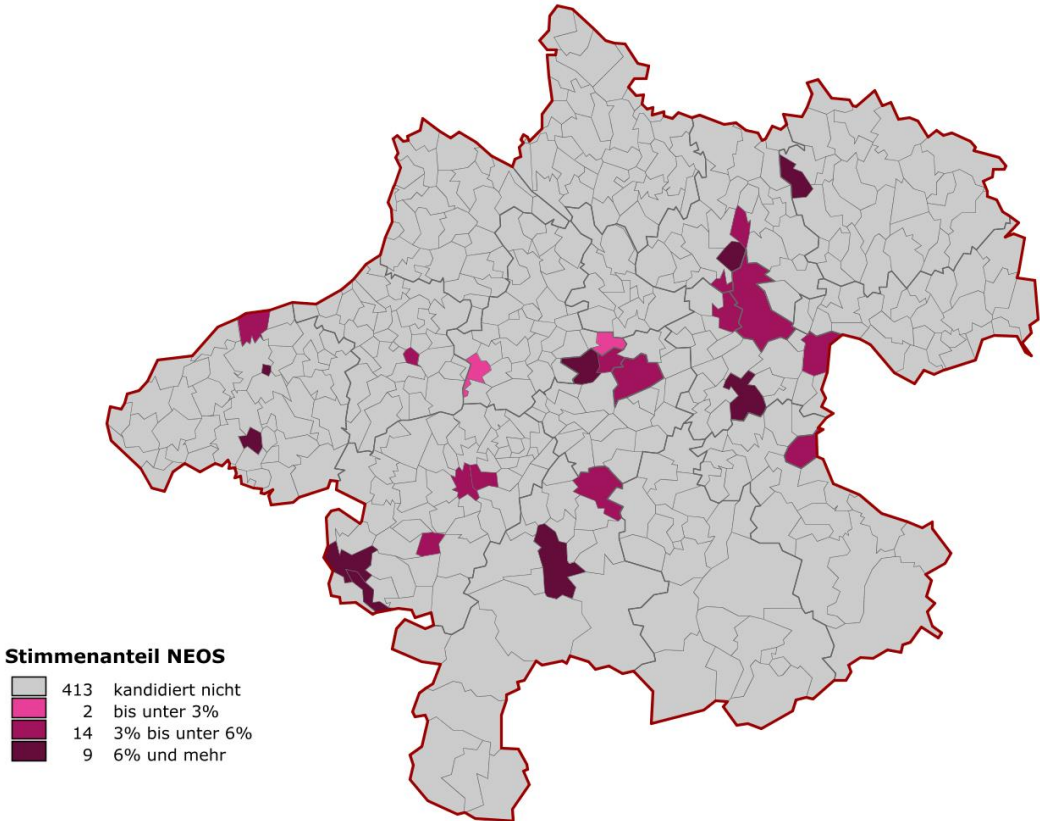 Stimmenanteil NEOS
413 kandidiert nicht
2 bis unter 3%
14 3% bis unter 6%
9 6% und mehr